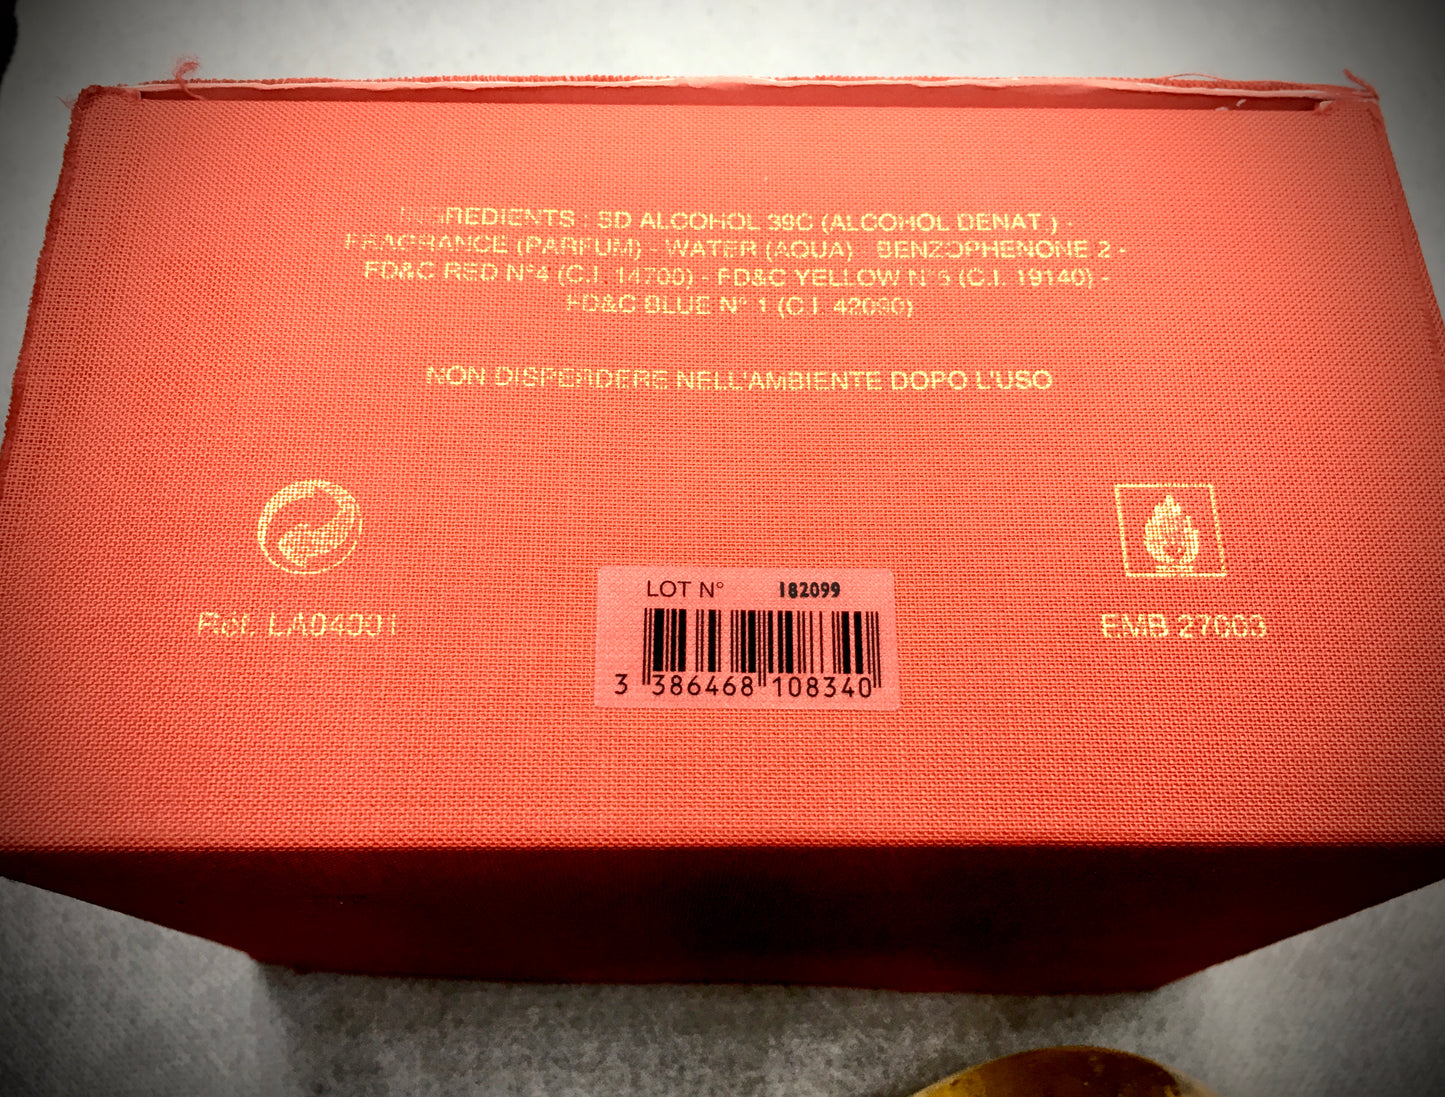 INGREDIENTS : SD ALCOHOL 39C (ALCOHOL DENAT.) -
FRAGRANCE (PARFUM) - WATER (AQUA) - BENZOPHENONE 2 -
FD&C RED N°4 (C.I. 14700) - FD&C YELLOW N°5 (C.I. 19140) -
FD&C BLUE N° 1 (C.I. 42090)
NON DISPERDERE NELL'AMBIENTE DOPO L'USO
Réf. LA04001
EMB 27003
LOT N° 182099
3 386468 108340